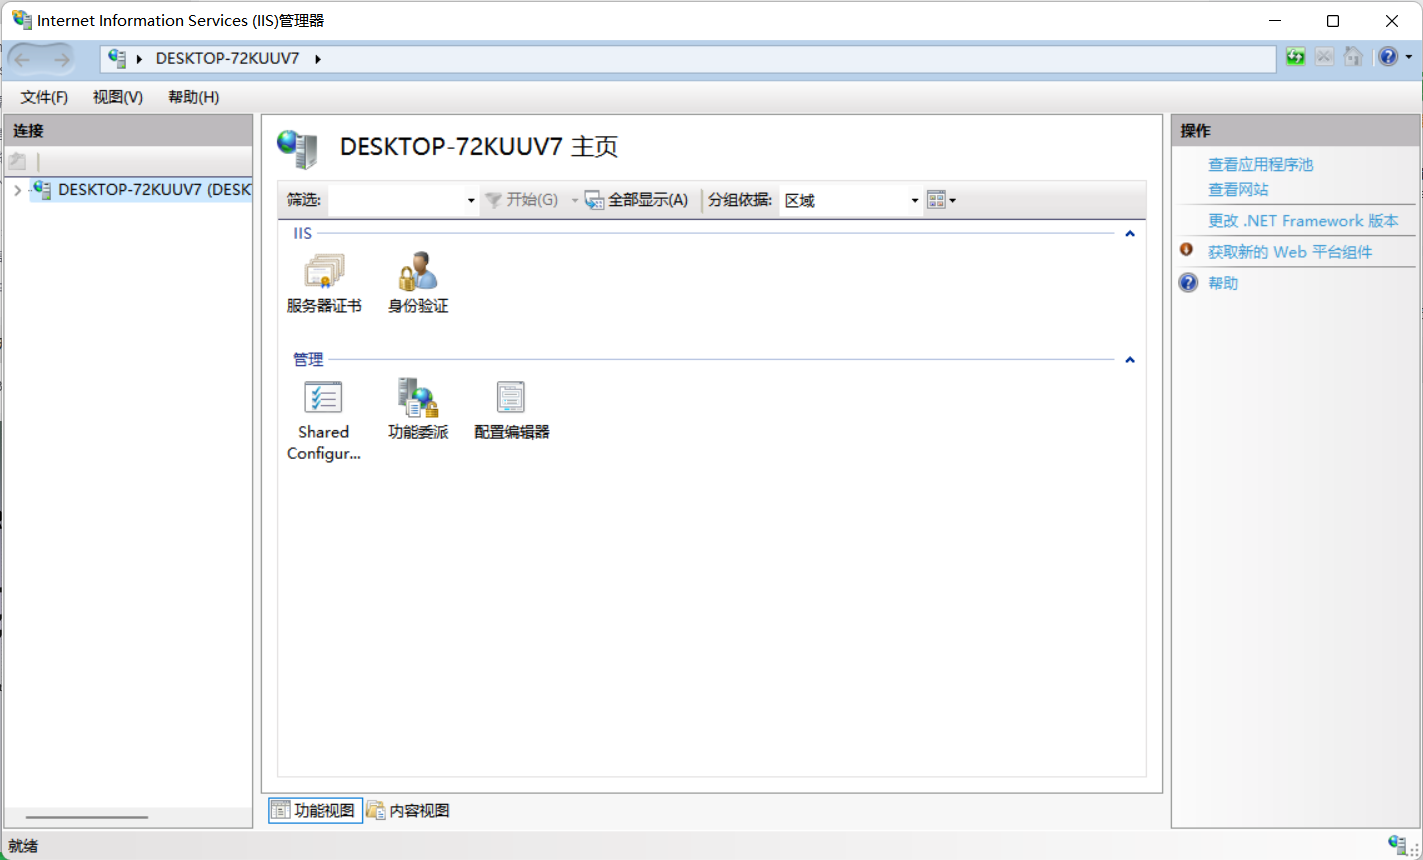 Internet Information Services (IIS)管理器
DESKTOP-72KUUV7
文件(F) 视图(V) 帮助(H)
连接
DESKTOP-72KUUV7 (DESK
DESKTOP-72KUUV7 主页
筛选: 开始(G) 全部显示(A) 分组依据: 区域
IIS
服务器证书 身份验证
管理
Shared Configur... 功能委派 配置编辑器
功能视图 内容视图
操作
查看应用程序池
查看网站
更改 .NET Framework 版本
获取新的 Web 平台组件
帮助
就绪